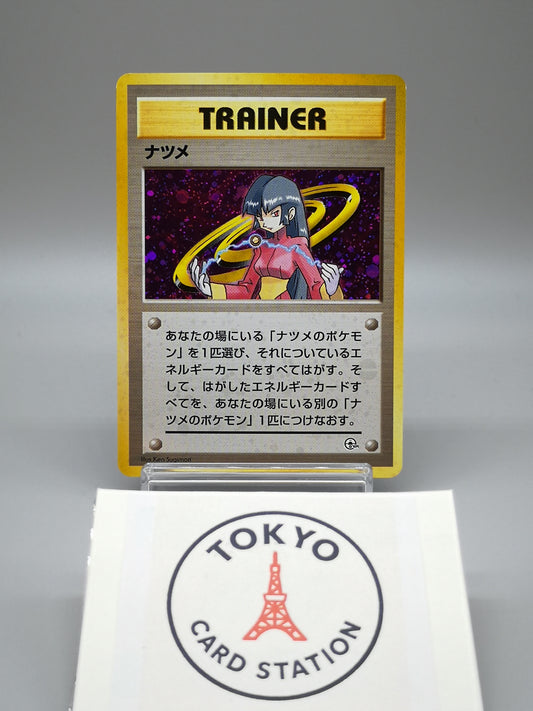 TRAINER
ナツメ
あなたの場にいる「ナツメのポケモ
ン」を1匹選び、それについているエ
ネルギーカードをすべてはがす。そ
して、はがしたエネルギーカードす
べてを、あなたの場にいる別の「ナ
ツメのポケモン」1匹につけなおす。
Illus. Ken Sugimori
TOKYO
CARD STATION